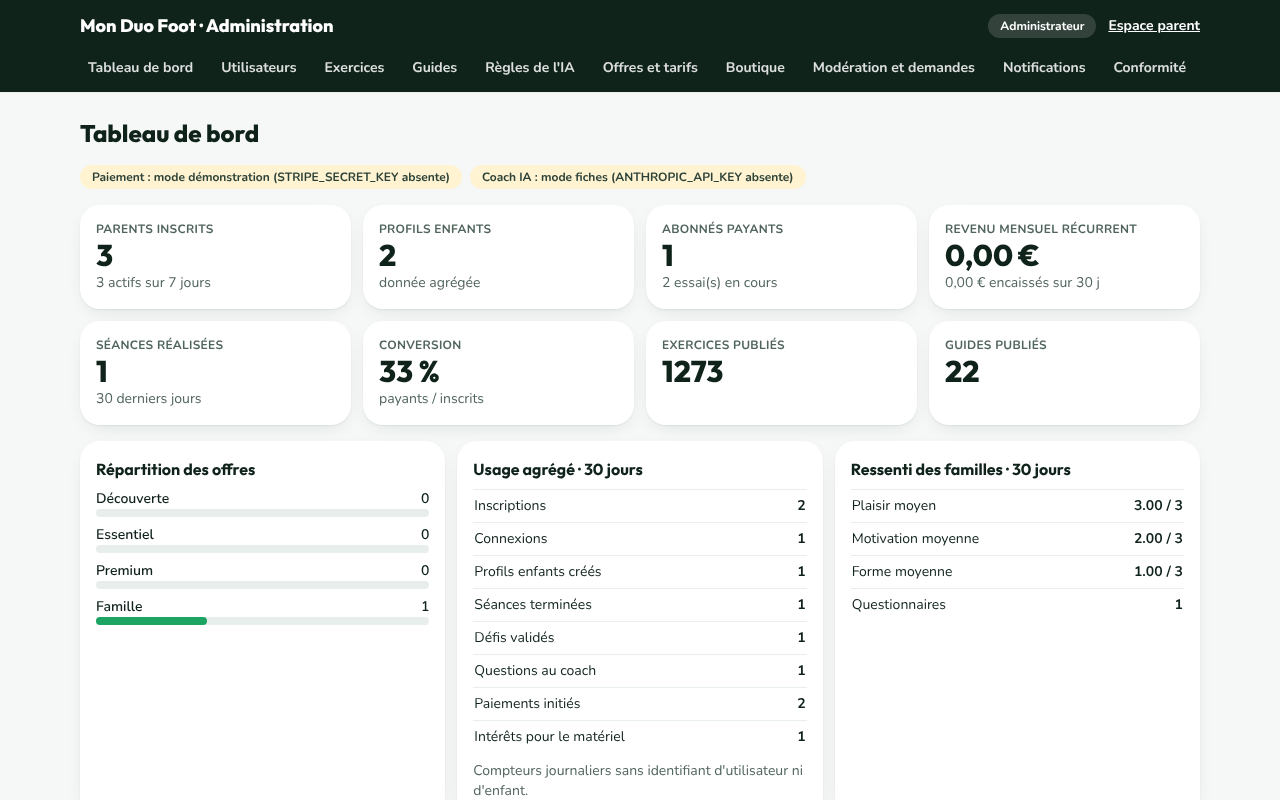 Mon Duo Foot · Administration
Administrateur
Espace parent
Tableau de bord
Utilisateurs
Exercices
Guides
Règles de l'IA
Offres et tarifs
Boutique
Modération et demandes
Notifications
Conformité
Tableau de bord
Paiement : mode démonstration (STRIPE_SECRET_KEY absente)
Coach IA : mode fiches (ANTHROPIC_API_KEY absente)
PARENTS INSCRITS
3
3 actifs sur 7 jours
PROFILS ENFANTS
2
donnée agrégée
ABONNÉS PAYANTS
1
2 essai(s) en cours
REVENU MENSUEL RÉCURRENT
0,00 €
0,00 € encaissés sur 30 j
SÉANCES RÉALISÉES
1
30 derniers jours
CONVERSION
33 %
payants / inscrits
EXERCICES PUBLIÉS
1273
GUIDES PUBLIÉS
22
Répartition des offres
Découverte 0
Essentiel 0
Premium 0
Famille 1
Usage agrégé · 30 jours
Inscriptions 2
Connexions 1
Profils enfants créés 1
Séances terminées 1
Défis validés 1
Questions au coach 1
Paiements initiés 2
Intérêts pour le matériel 1
Compteurs journaliers sans identifiant d'utilisateur ni
d'enfant.
Ressenti des familles · 30 jours
Plaisir moyen 3.00 / 3
Motivation moyenne 2.00 / 3
Forme moyenne 1.00 / 3
Questionnaires 1